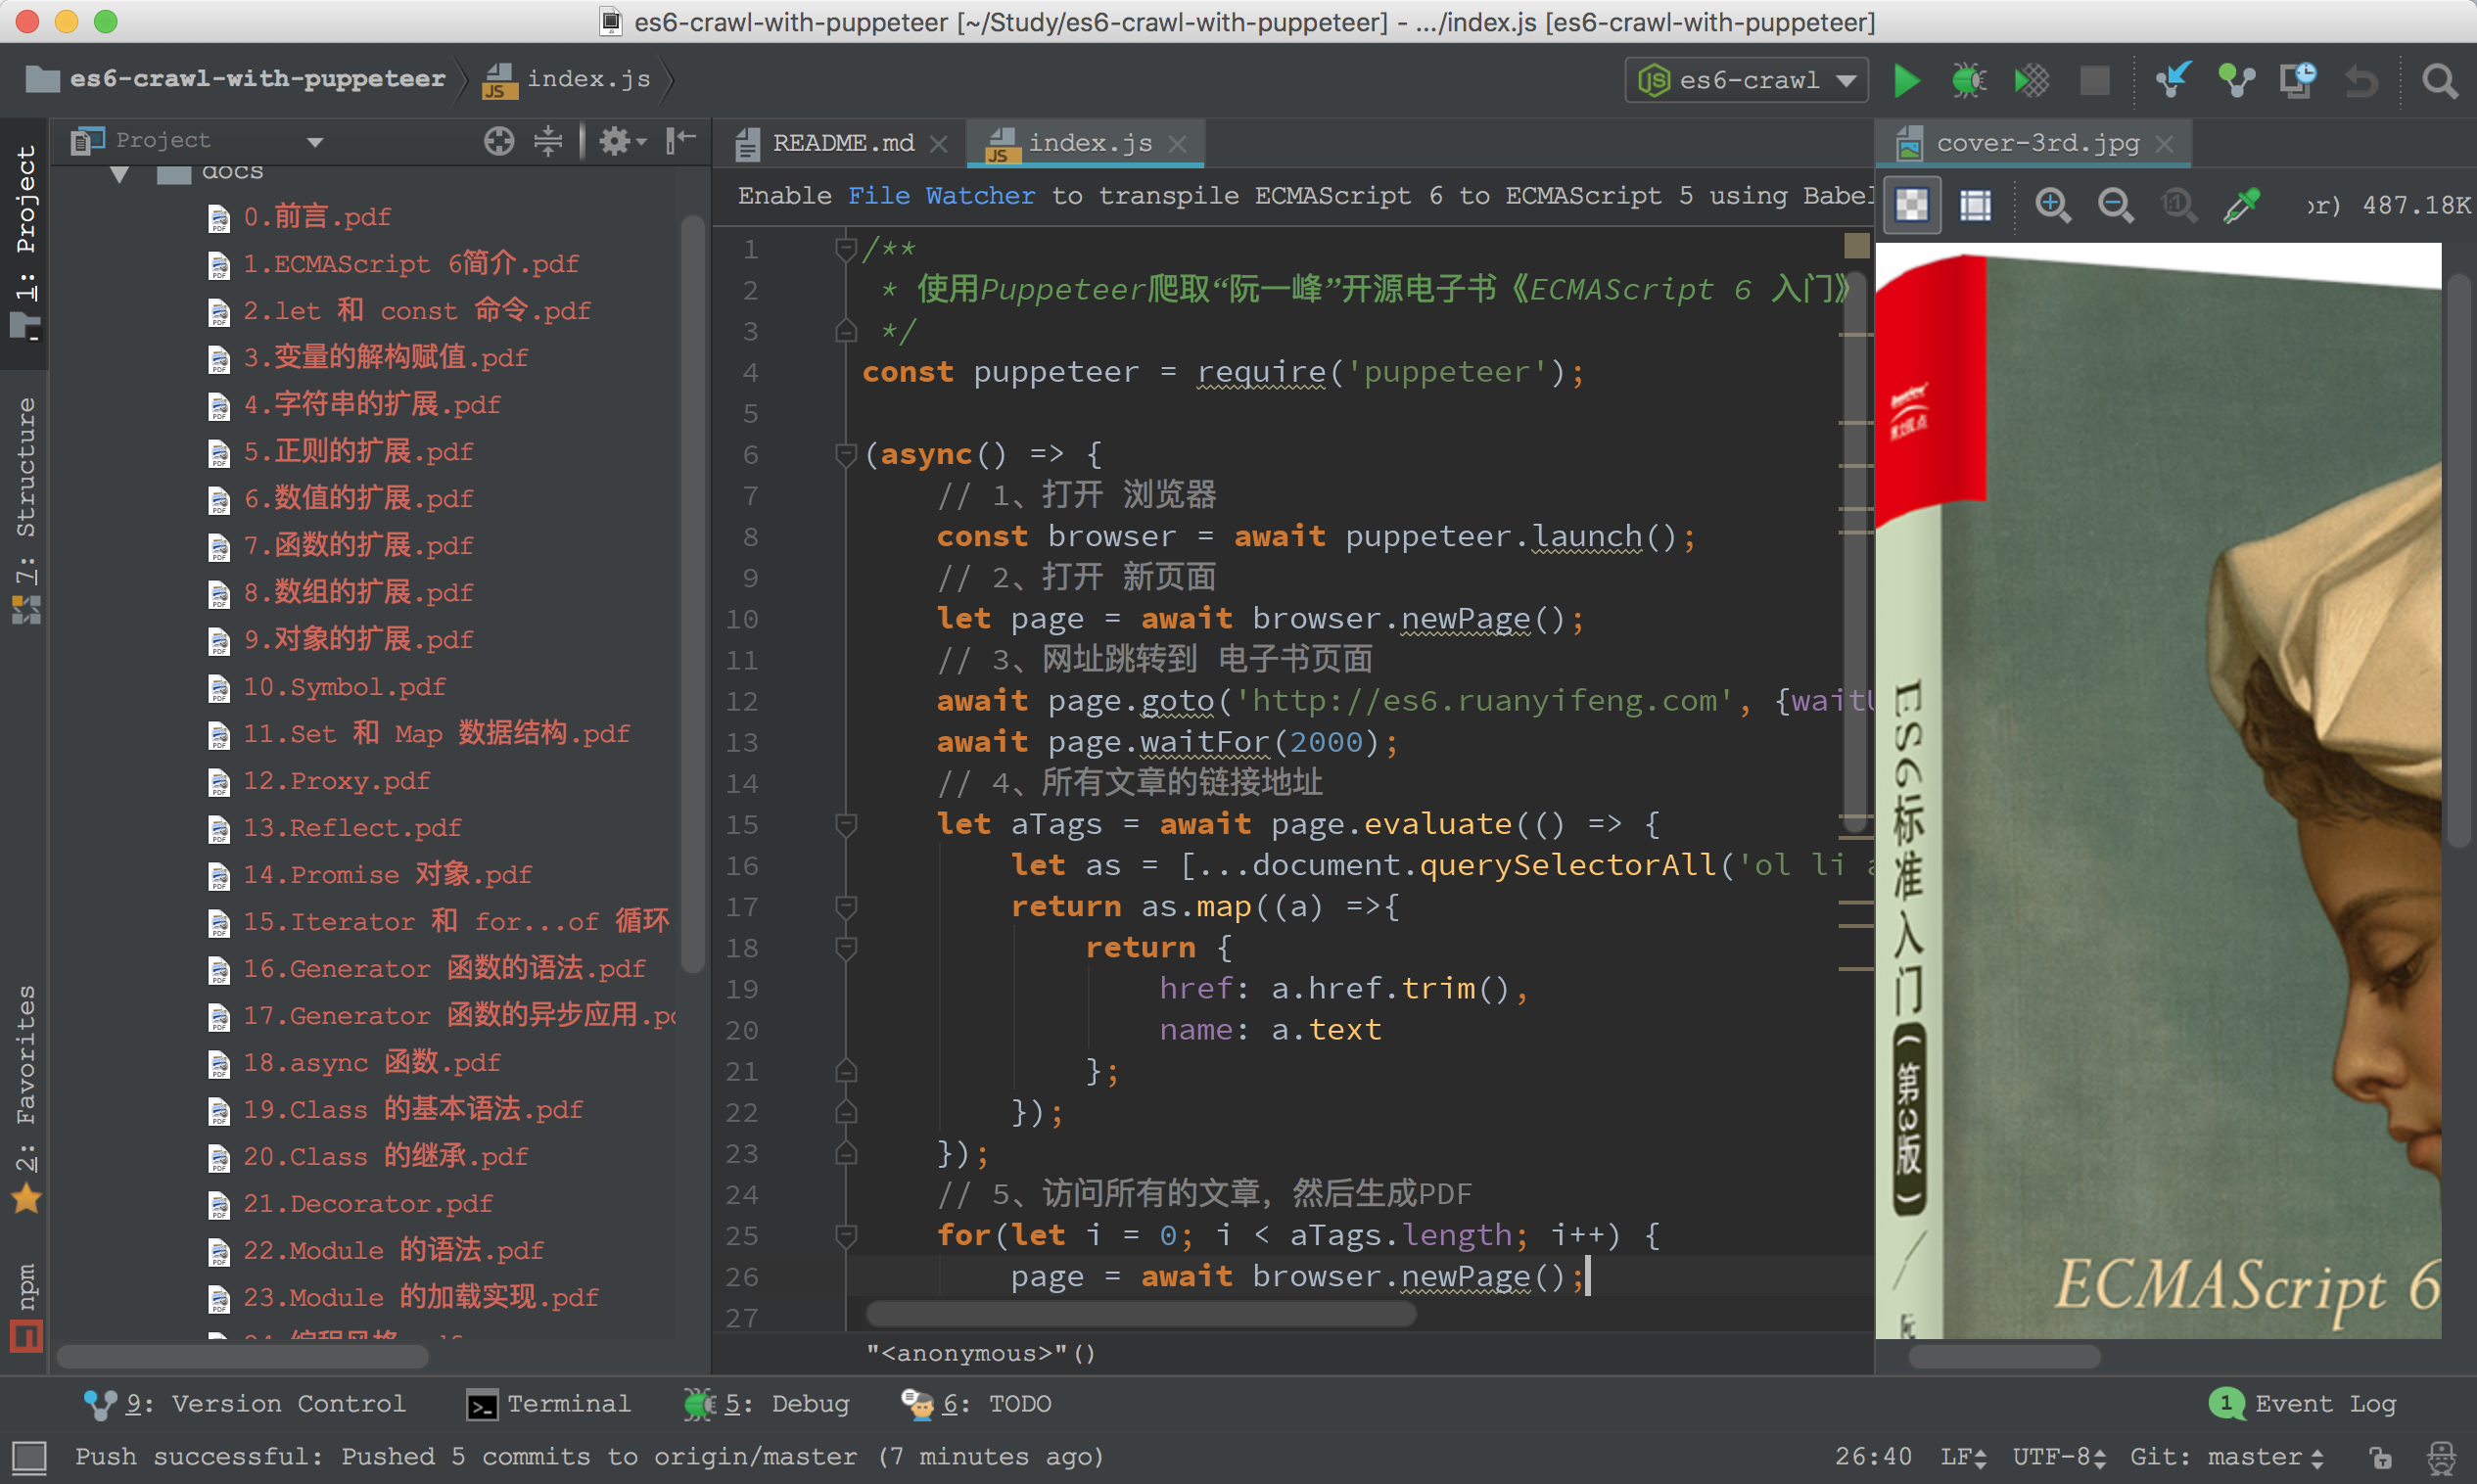 es6-crawl-with-puppeteer [~/Study/es6-crawl-with-puppeteer] - .../index.js [es6-crawl-with-puppeteer]
es6-crawl-with-puppeteer
index.js
es6-crawl
1: Project
7: Structure
2: Favorites
npm
Project
docs
0.前言.pdf
1.ECMAScript 6简介.pdf
2.let 和 const 命令.pdf
3.变量的解构赋值.pdf
4.字符串的扩展.pdf
5.正则的扩展.pdf
6.数值的扩展.pdf
7.函数的扩展.pdf
8.数组的扩展.pdf
9.对象的扩展.pdf
10.Symbol.pdf
11.Set 和 Map 数据结构.pdf
12.Proxy.pdf
13.Reflect.pdf
14.Promise 对象.pdf
15.Iterator 和 for...of 循环
16.Generator 函数的语法.pdf
17.Generator 函数的异步应用.pd
18.async 函数.pdf
19.Class 的基本语法.pdf
20.Class 的继承.pdf
21.Decorator.pdf
22.Module 的语法.pdf
23.Module 的加载实现.pdf
README.md
index.js
Enable File Watcher to transpile ECMAScript 6 to ECMAScript 5 using Babel
1 /**
2 * 使用Puppeteer爬取“阮一峰”开源电子书《ECMAScript 6 入门》
3 */
4 const puppeteer = require('puppeteer');
5
6 (async() => {
7 // 1、打开 浏览器
8 const browser = await puppeteer.launch();
9 // 2、打开 新页面
10 let page = await browser.newPage();
11 // 3、网址跳转到 电子书页面
12 await page.goto('http://es6.ruanyifeng.com', {waitU
13 await page.waitFor(2000);
14 // 4、所有文章的链接地址
15 let aTags = await page.evaluate(() => {
16 let as = [...document.querySelectorAll('ol li a
17 return as.map((a) =>{
18 return {
19 href: a.href.trim(),
20 name: a.text
21 };
22 });
23 });
24 // 5、访问所有的文章，然后生成PDF
25 for(let i = 0; i < aTags.length; i++) {
26 page = await browser.newPage();
27
"<anonymous>"()
cover-3rd.jpg
1:1
or) 487.18K
ES6标准入门(第3版)
ECMAScript 6
9: Version Control
Terminal
5: Debug
6: TODO
1 Event Log
Push successful: Pushed 5 commits to origin/master (7 minutes ago)
26:40 LF UTF-8 Git: master